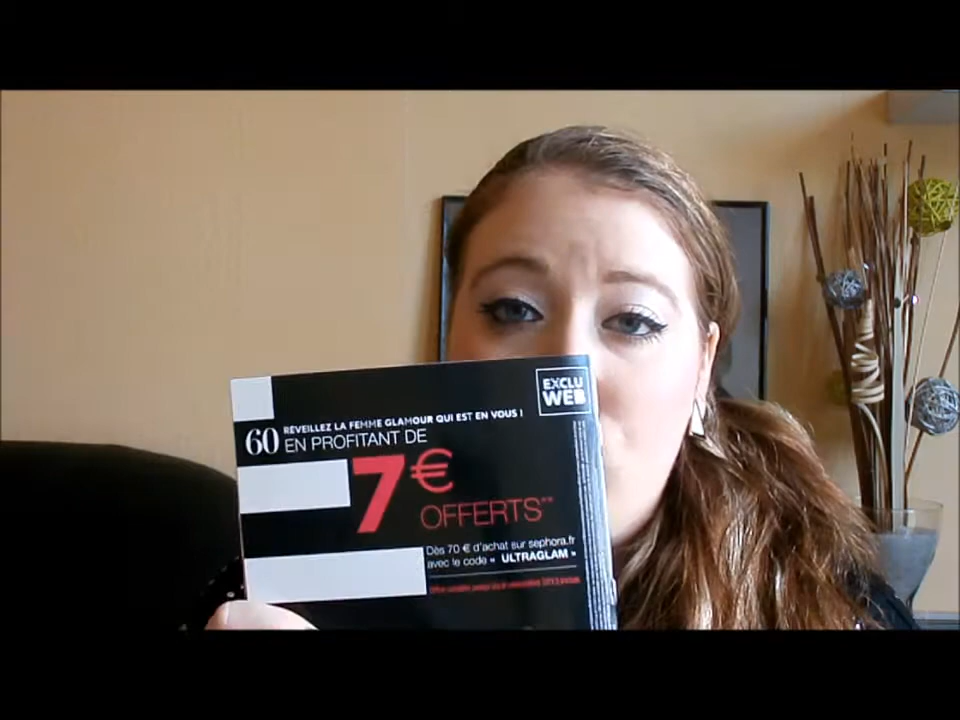 EXCLU
WEB
60
RÉVEILLEZ LA FEMME GLAMOUR QUI EST EN VOUS !
EN PROFITANT DE
7€
OFFERTS**
Dès 70 € d'achat sur sephora.fr
avec le code « ULTRAGLAM »